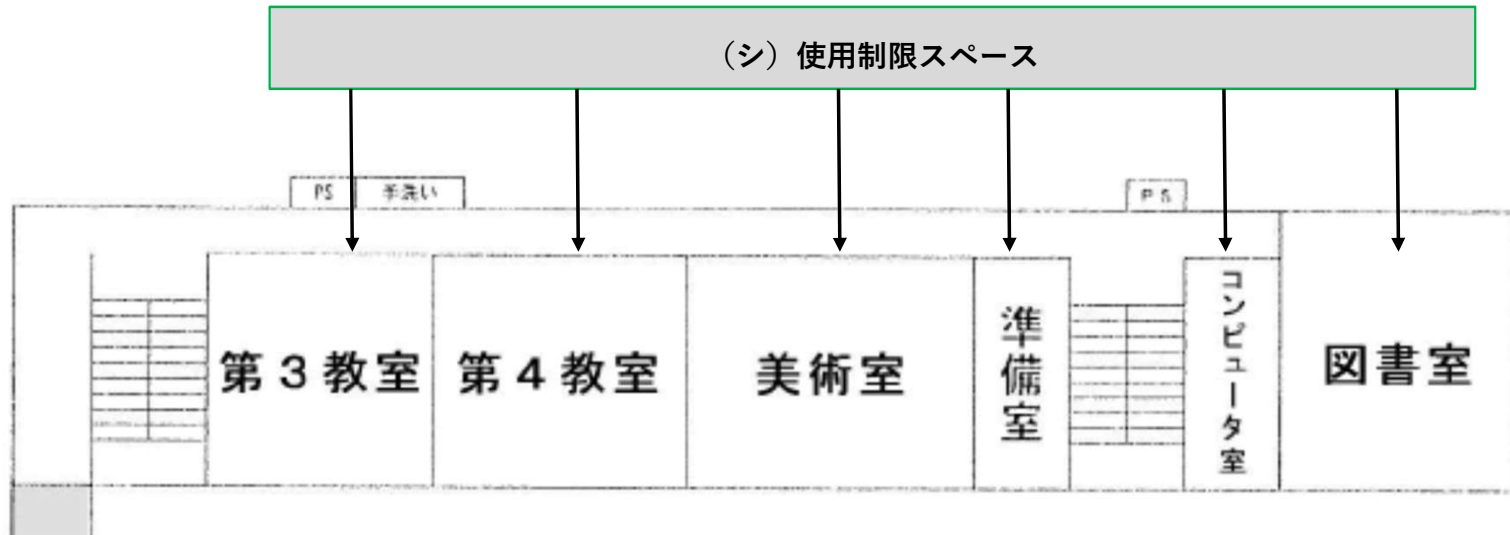 （シ）使用制限スペース
PS
手洗い
PS
第３教室
第４教室
美術室
準備室
コンピュータ室
図書室